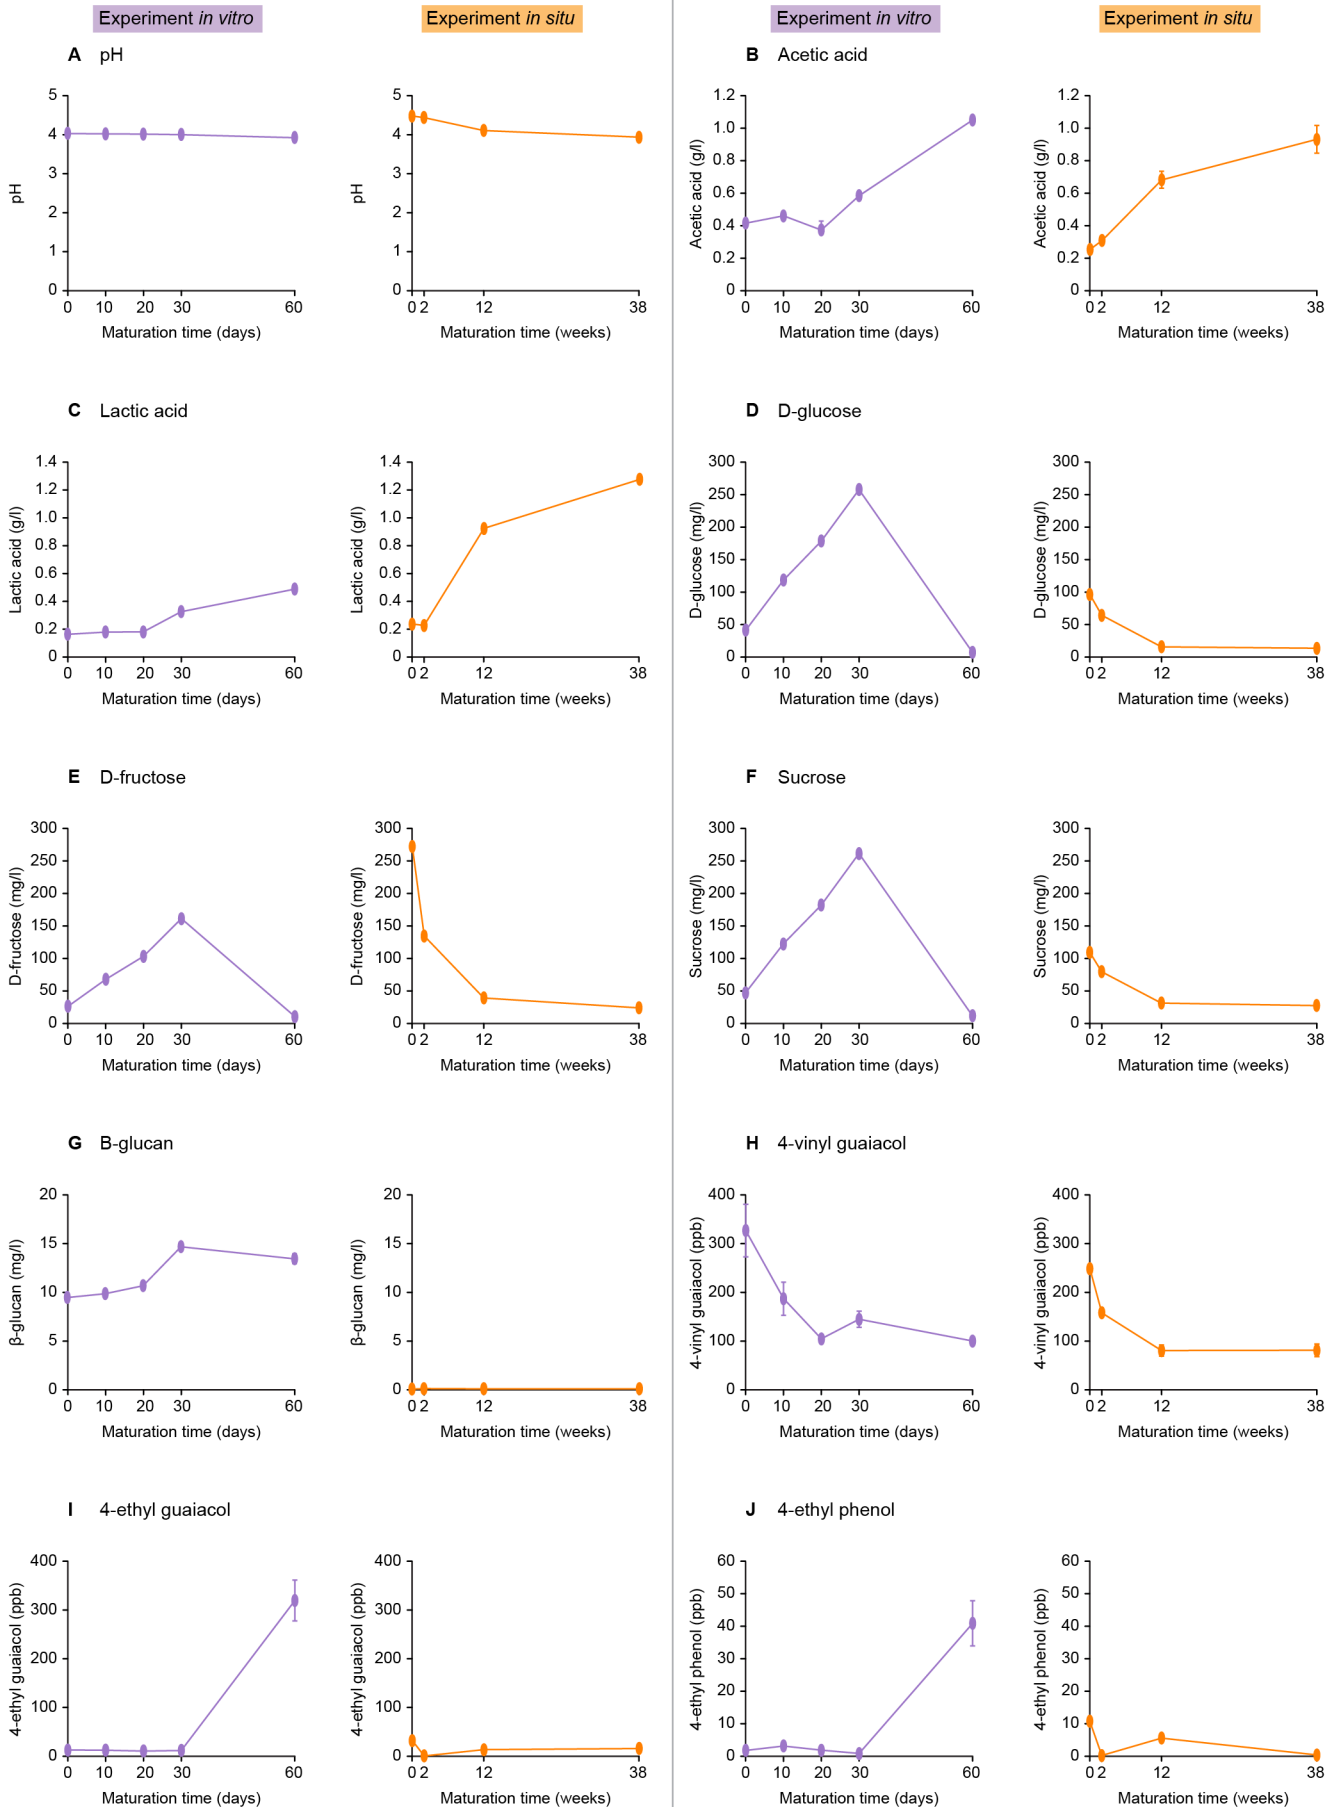 Experiment in vitro
Experiment in situ
Experiment in vitro
Experiment in situ
A pH
B Acetic acid
pH
5
4
3
2
1
0
0 10 20 30 60
Maturation time (days)
pH
5
4
3
2
1
0
0 2 12 38
Maturation time (weeks)
Acetic acid (g/l)
1.2
1.0
0.8
0.6
0.4
0.2
0
0 10 20 30 60
Maturation time (days)
Acetic acid (g/l)
1.2
1.0
0.8
0.6
0.4
0.2
0
0 2 12 38
Maturation time (weeks)
C Lactic acid
D D-glucose
Lactic acid (g/l)
1.4
1.2
1.0
0.8
0.6
0.4
0.2
0
0 10 20 30 60
Maturation time (days)
Lactic acid (g/l)
1.4
1.2
1.0
0.8
0.6
0.4
0.2
0
0 2 12 38
Maturation time (weeks)
D-glucose (mg/l)
300
250
200
150
100
50
0
0 10 20 30 60
Maturation time (days)
D-glucose (mg/l)
300
250
200
150
100
50
0
0 2 12 38
Maturation time (weeks)
E D-fructose
F Sucrose
D-fructose (mg/l)
300
250
200
150
100
50
0
0 10 20 30 60
Maturation time (days)
D-fructose (mg/l)
300
250
200
150
100
50
0
0 2 12 38
Maturation time (weeks)
Sucrose (mg/l)
300
250
200
150
100
50
0
0 10 20 30 60
Maturation time (days)
Sucrose (mg/l)
300
250
200
150
100
50
0
0 2 12 38
Maturation time (weeks)
G B-glucan
H 4-vinyl guaiacol
β-glucan (mg/l)
20
15
10
5
0
0 10 20 30 60
Maturation time (days)
β-glucan (mg/l)
20
15
10
5
0
0 2 12 38
Maturation time (weeks)
4-vinyl guaiacol (ppb)
400
300
200
100
0
0 10 20 30 60
Maturation time (days)
4-vinyl guaiacol (ppb)
400
300
200
100
0
0 2 12 38
Maturation time (weeks)
I 4-ethyl guaiacol
J 4-ethyl phenol
4-ethyl guaiacol (ppb)
400
300
200
100
0
0 10 20 30 60
Maturation time (days)
4-ethyl guaiacol (ppb)
400
300
200
100
0
0 2 12 38
Maturation time (weeks)
4-ethyl phenol (ppb)
60
50
40
30
20
10
0
0 10 20 30 60
Maturation time (days)
4-ethyl phenol (ppb)
60
50
40
30
20
10
0
0 2 12 38
Maturation time (weeks)